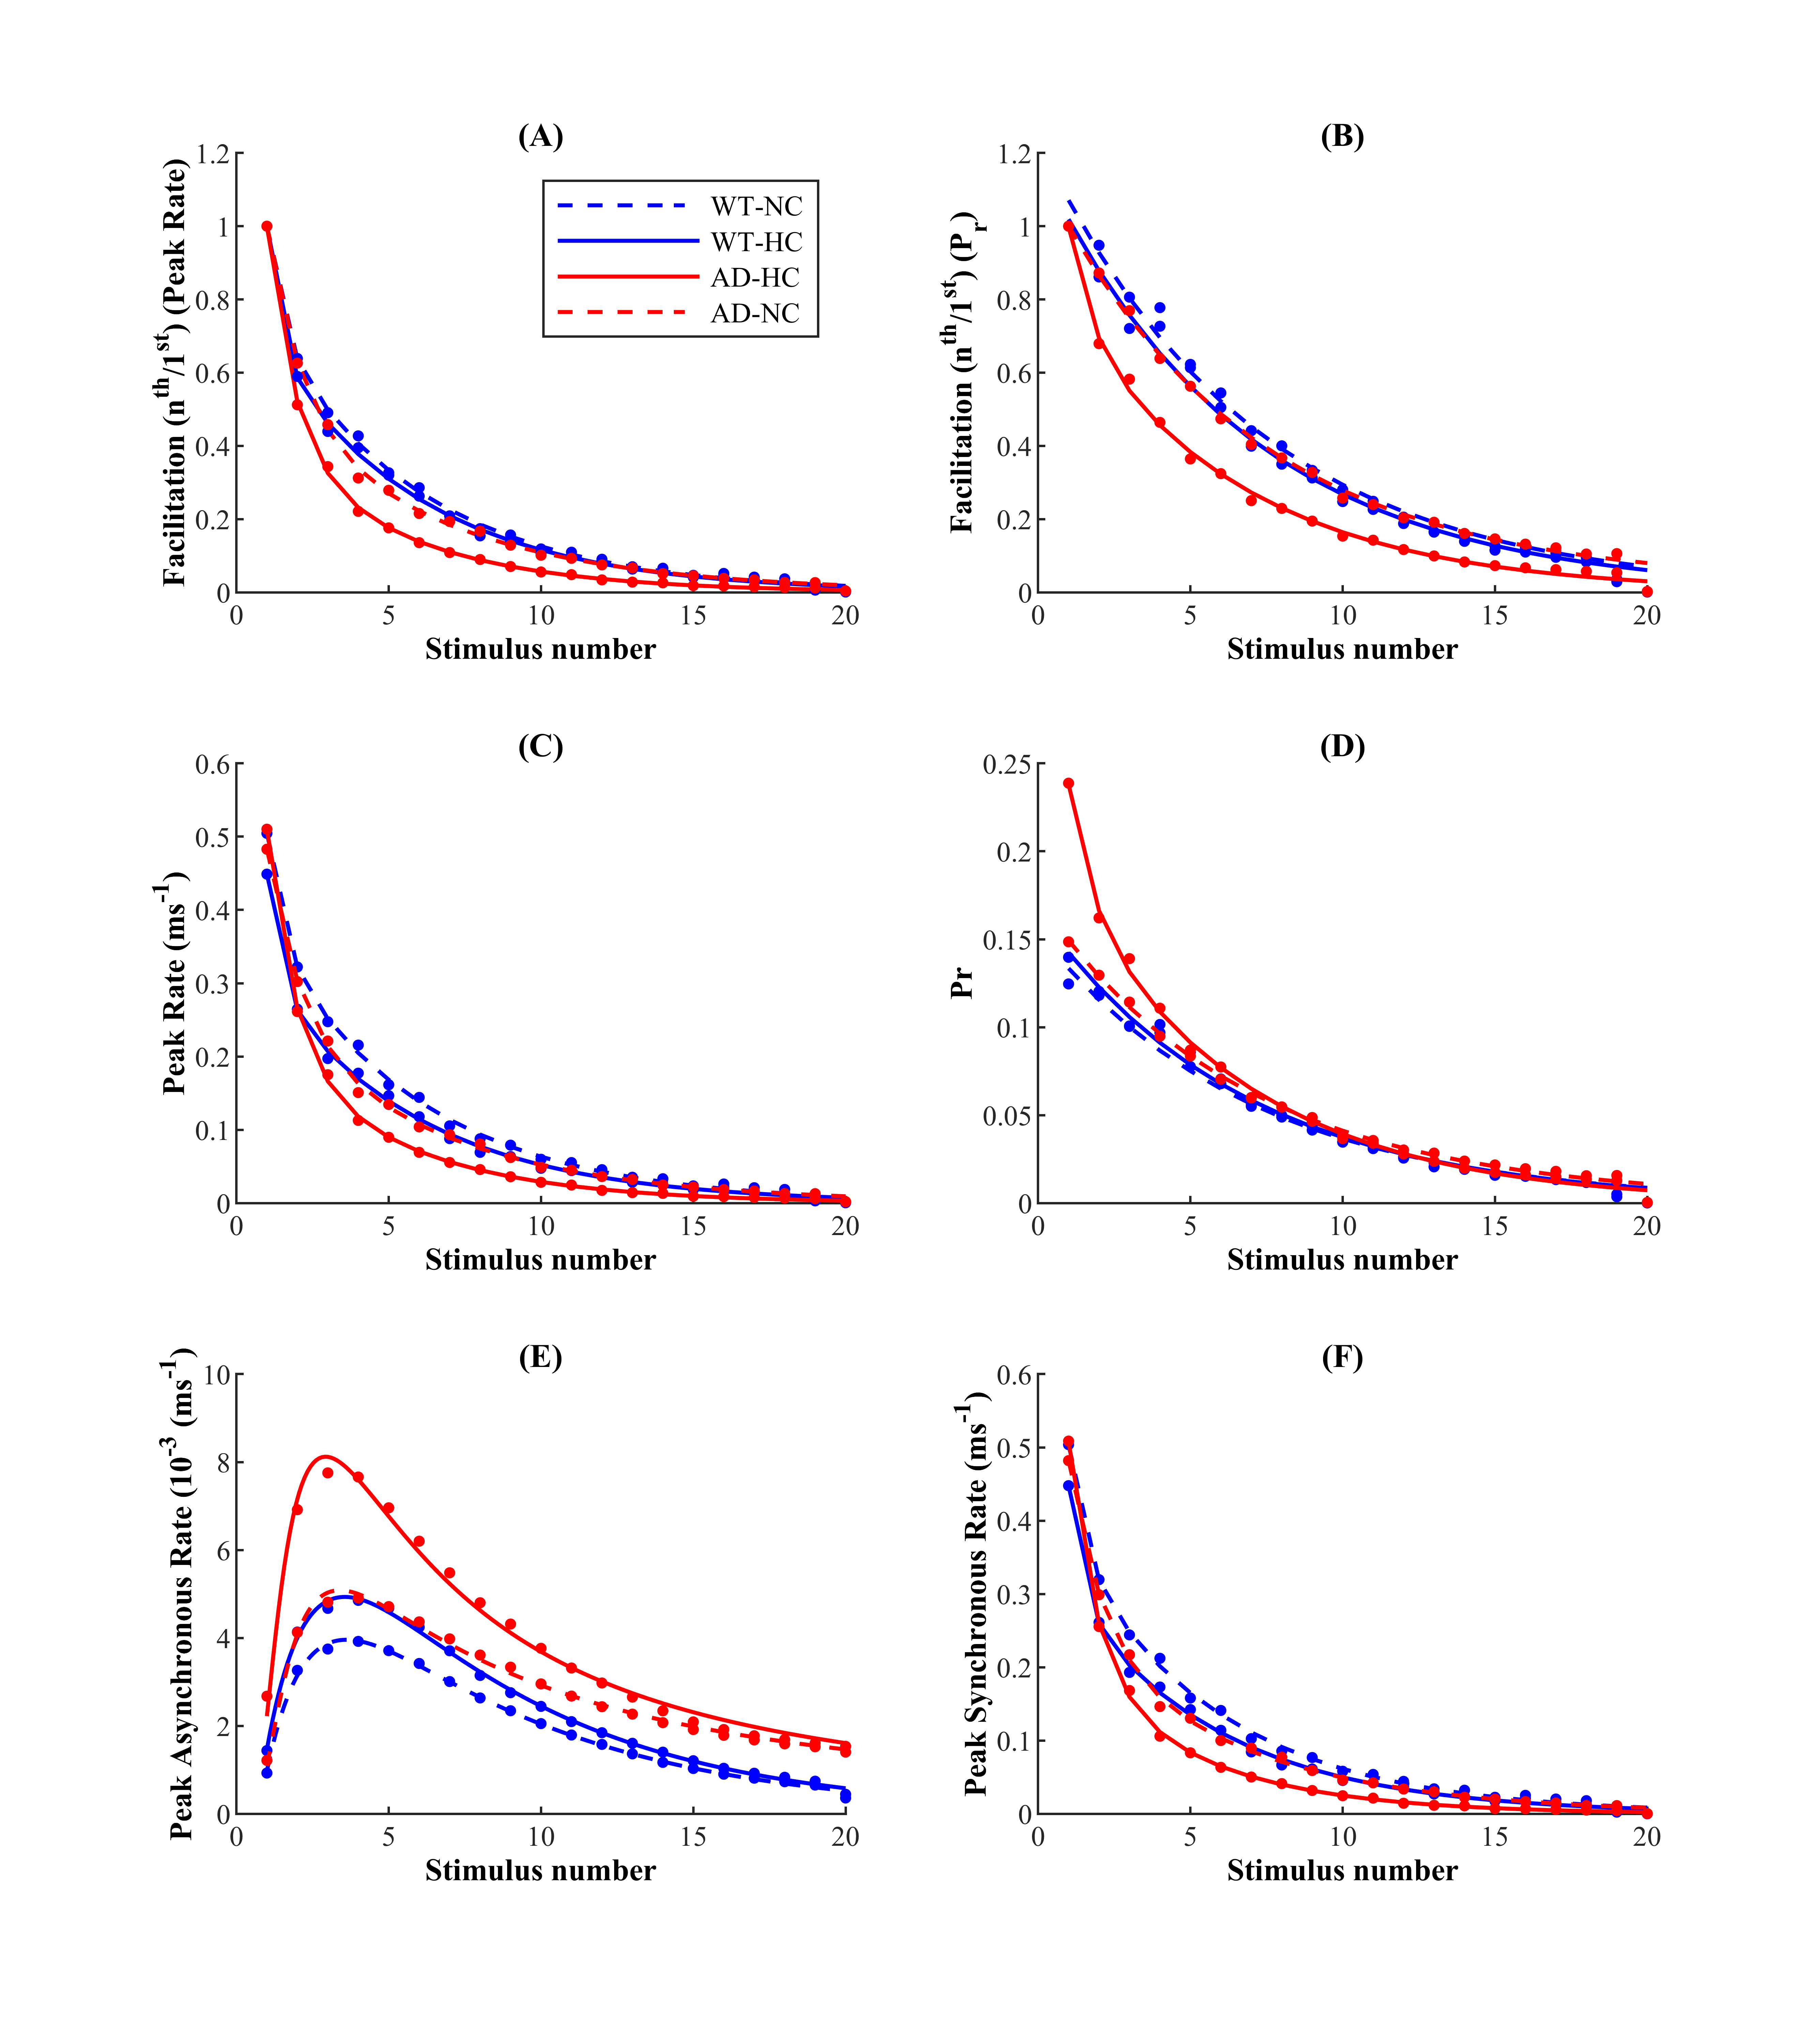 (A)
Facilitation (nth/1st) (Peak Rate)
1.2
1
0.8
0.6
0.4
0.2
0
0 5 10 15 20
Stimulus number
WT-NC
WT-HC
AD-HC
AD-NC
(B)
Facilitation (nth/1st) (Pr)
1.2
1
0.8
0.6
0.4
0.2
0
0 5 10 15 20
Stimulus number
(C)
Peak Rate (ms-1)
0.6
0.5
0.4
0.3
0.2
0.1
0
0 5 10 15 20
Stimulus number
(D)
Pr
0.25
0.2
0.15
0.1
0.05
0
0 5 10 15 20
Stimulus number
(E)
Peak Asynchronous Rate (10-3 (ms-1)
10
8
6
4
2
0
0 5 10 15 20
Stimulus number
(F)
Peak Synchronous Rate (ms-1)
0.6
0.5
0.4
0.3
0.2
0.1
0
0 5 10 15 20
Stimulus number